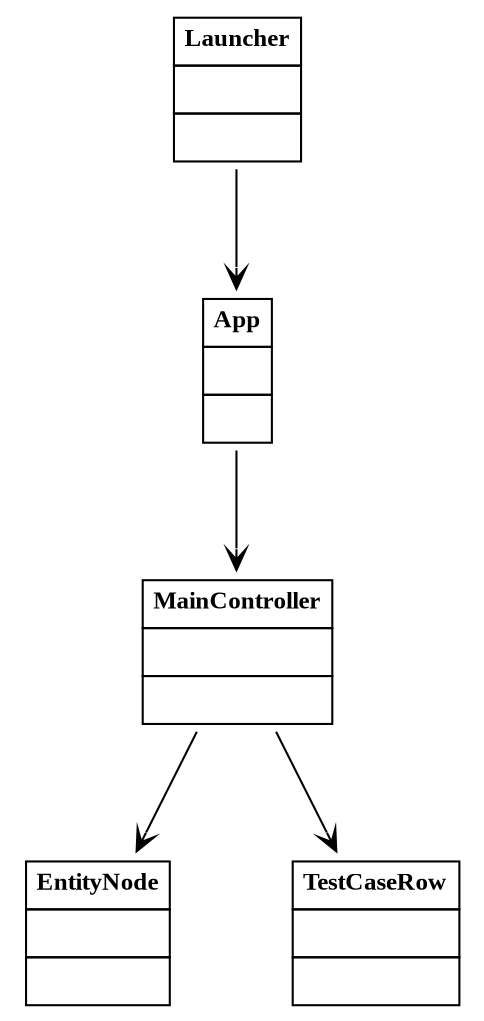 Launcher
App
MainController
EntityNode
TestCaseRow